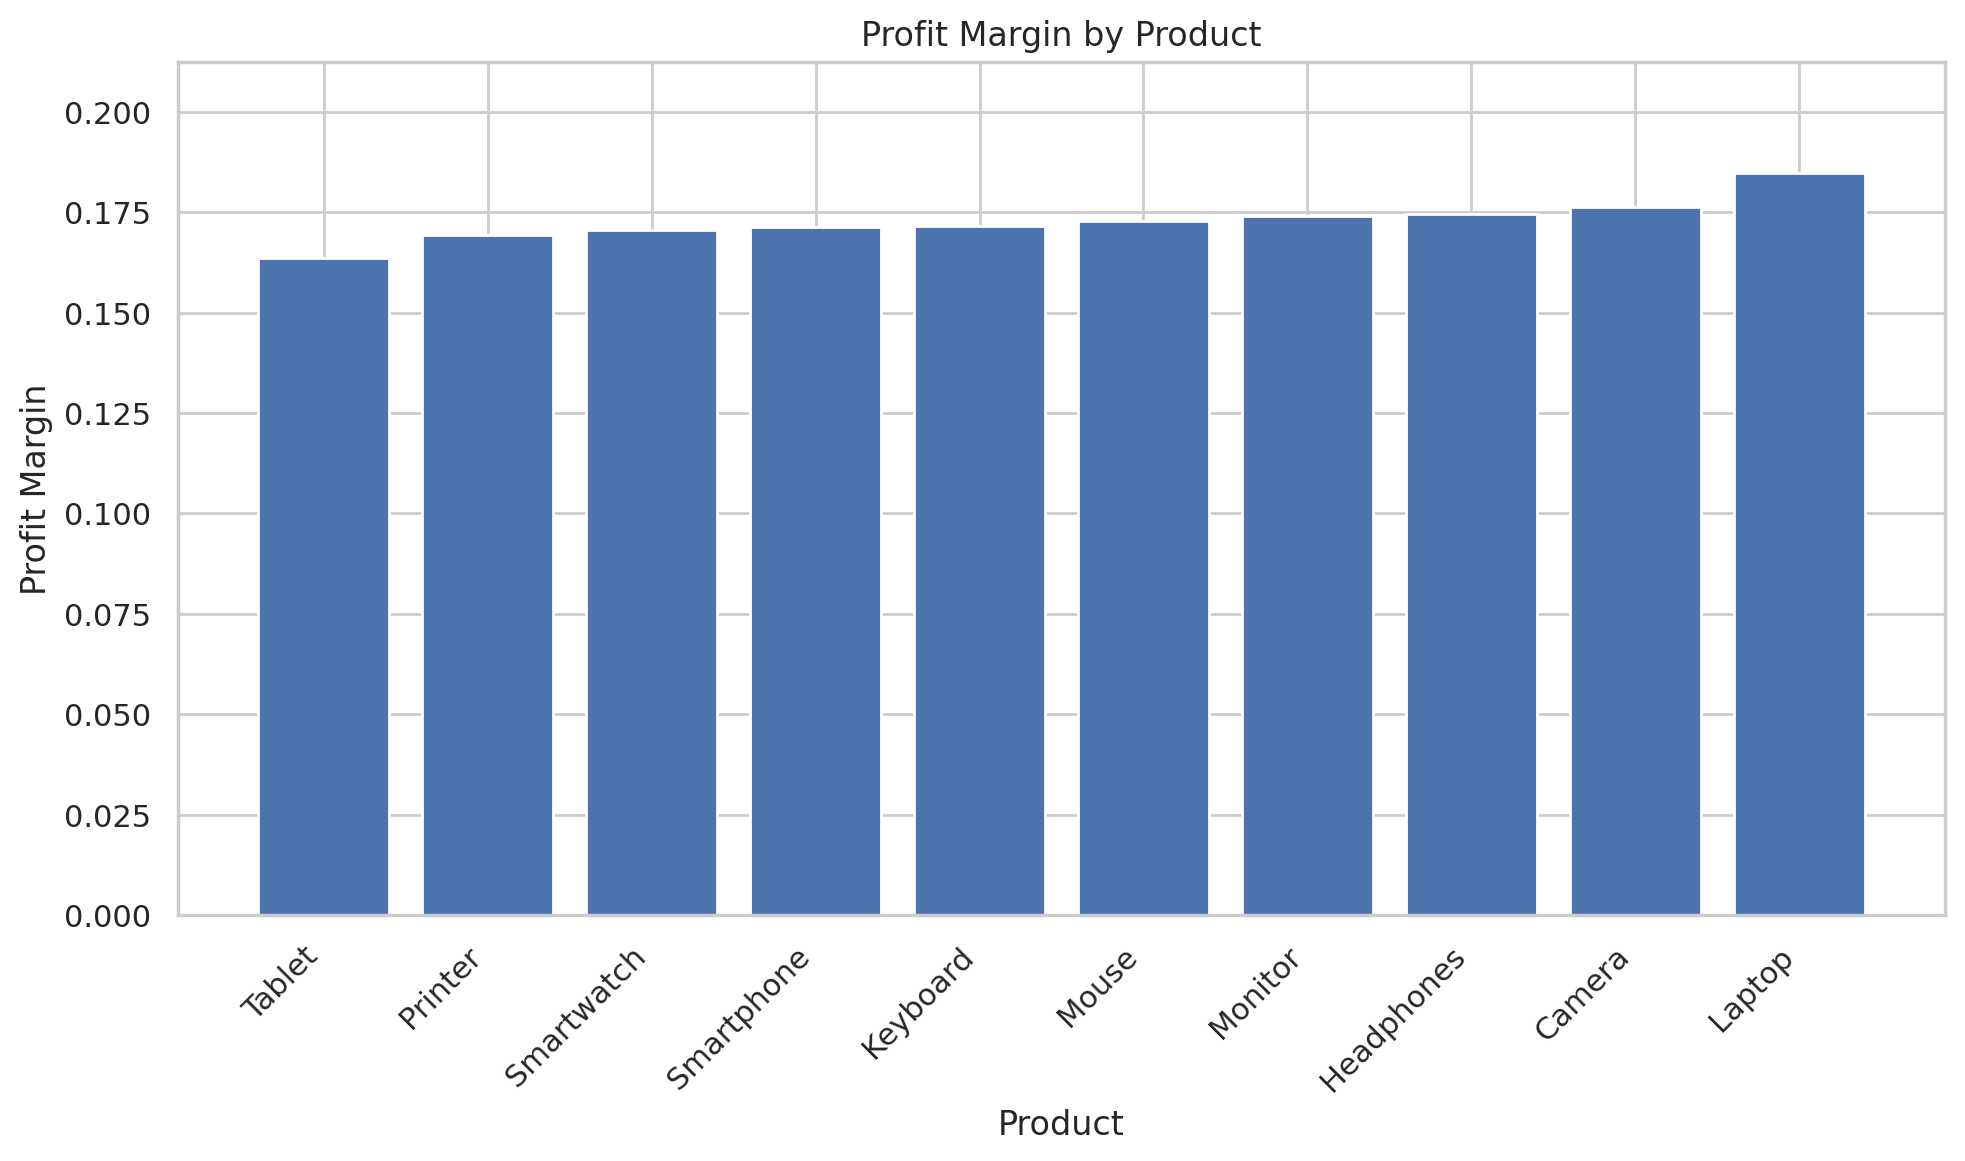 Profit Margin by Product
Profit Margin
0.200
0.175
0.150
0.125
0.100
0.075
0.050
0.025
0.000
Tablet
Printer
Smartwatch
Smartphone
Keyboard
Mouse
Monitor
Headphones
Camera
Laptop
Product